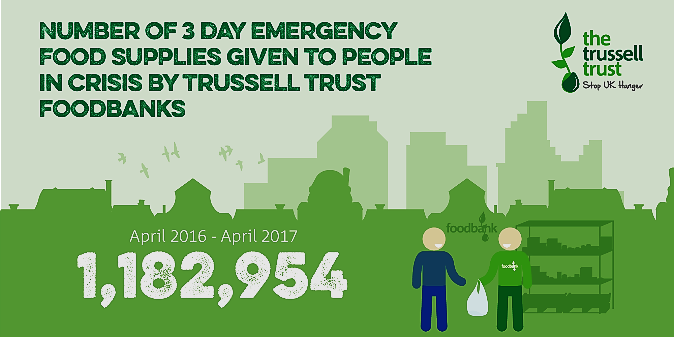 NUMBER OF 3 DAY EMERGENCY
FOOD SUPPLIES GIVEN TO PEOPLE
IN CRISIS BY TRUSSELL TRUST
FOODBANKS
the
trussell
trust
Stop UK Hunger
April 2016 - April 2017
1,182,954
foodbank
foodbank